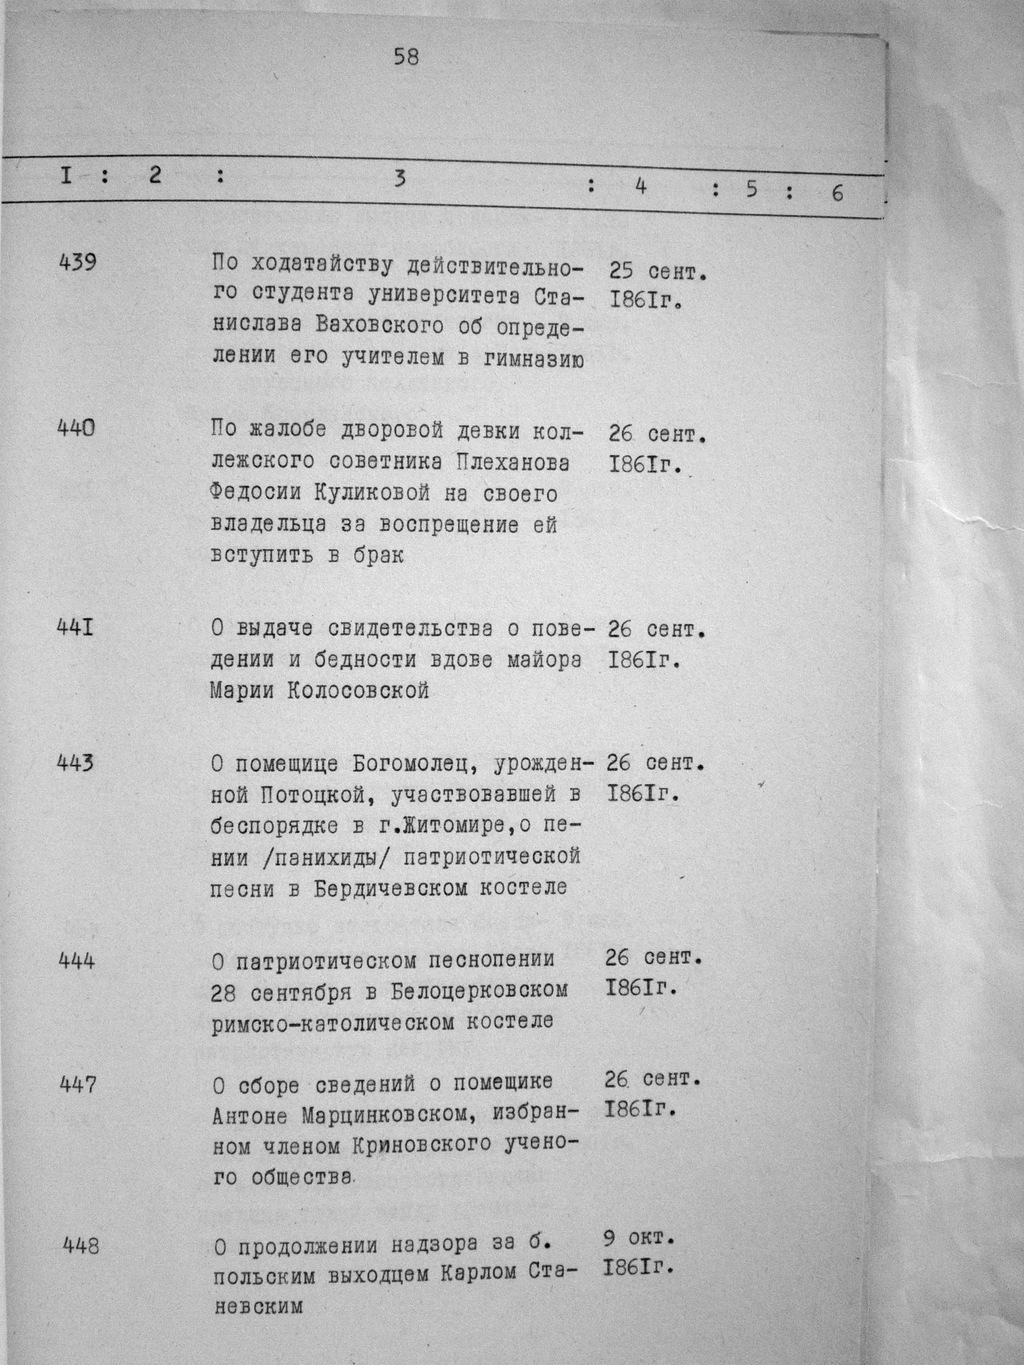 58
I : 2 : 3 : 4 : 5 : 6
439 По ходатайству действительно- 25 сент.
го студента университета Ста- I86Iг.
нислава Ваховского об опреде-
лении его учителем в гимназию
440 По жалобе дворовой девки кол- 26 сент.
лежского советника Плеханова I86Iг.
Федосии Куликовой на своего
владельца за воспрещение ей
вступить в брак
44I О выдаче свидетельства о пове- 26 сент.
дении и бедности вдове майора I86Iг.
Марии Колосовской
443 О помещице Богомолец, урожден- 26 сент.
ной Потоцкой, участвовавшей в I86Iг.
беспорядке в г.Житомире,о пе-
нии /панихиды/ патриотической
песни в Бердичевском костеле
444 О патриотическом песнопении 26 сент.
28 сентября в Белоцерковском I86Iг.
римско-католическом костеле
447 О сборе сведений о помещике 26 сент.
Антоне Марцинковском, избран- I86Iг.
ном членом Криновского учено-
го общества.
448 О продолжении надзора за б. 9 окт.
польским выходцем Карлом Ста- I86Iг.
невским